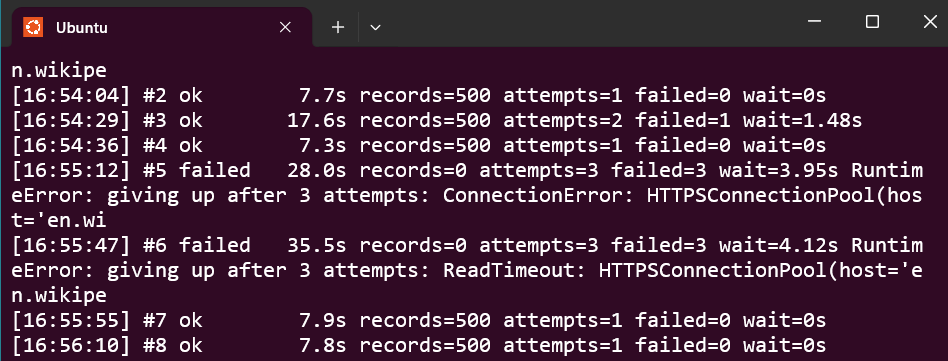 Ubuntu
n.wikipe
[16:54:04] #2 ok        7.7s records=500 attempts=1 failed=0 wait=0s
[16:54:29] #3 ok       17.6s records=500 attempts=2 failed=1 wait=1.48s
[16:54:36] #4 ok        7.3s records=500 attempts=1 failed=0 wait=0s
[16:55:12] #5 failed   28.0s records=0 attempts=3 failed=3 wait=3.95s Runtim
eError: giving up after 3 attempts: ConnectionError: HTTPSConnectionPool(hos
t='en.wi
[16:55:47] #6 failed   35.5s records=0 attempts=3 failed=3 wait=4.12s Runtim
eError: giving up after 3 attempts: ReadTimeout: HTTPSConnectionPool(host='e
n.wikipe
[16:55:55] #7 ok        7.9s records=500 attempts=1 failed=0 wait=0s
[16:56:10] #8 ok        7.8s records=500 attempts=1 failed=0 wait=0s